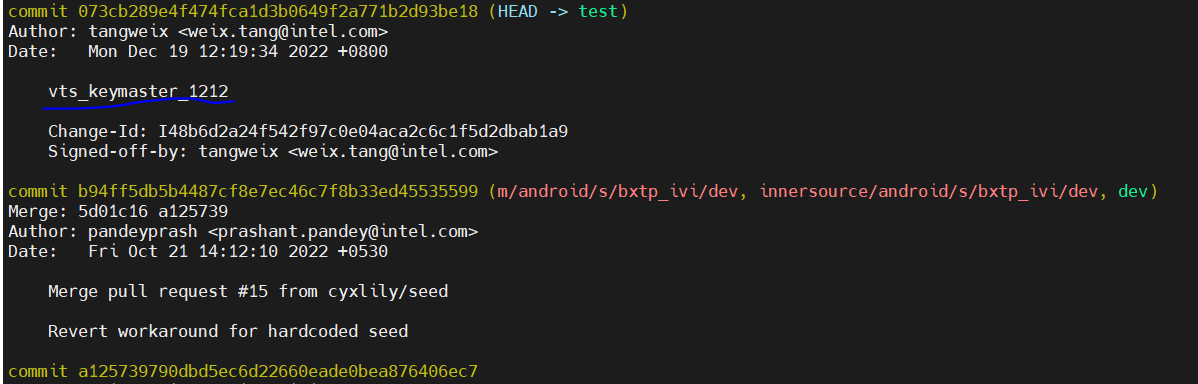 commit 073cb289e4f474fca1d3b0649f2a771b2d93be18 (HEAD -> test)
Author: tangweix <weix.tang@intel.com>
Date:   Mon Dec 19 12:19:34 2022 +0800
vts_keymaster_1212
Change-Id: I48b6d2a24f542f97c0e04aca2c6c1f5d2dbab1a9
Signed-off-by: tangweix <weix.tang@intel.com>
commit b94ff5db5b4487cf8e7ec46c7f8b33ed45535599 (m/android/s/bxtp_ivi/dev, innersource/android/s/bxtp_ivi/dev, dev)
Merge: 5d01c16 a125739
Author: pandeyprash <prashant.pandey@intel.com>
Date:   Fri Oct 21 14:12:10 2022 +0530
Merge pull request #15 from cyxlily/seed
Revert workaround for hardcoded seed
commit a125739790dbd5ec6d22660eade0bea876406ec7